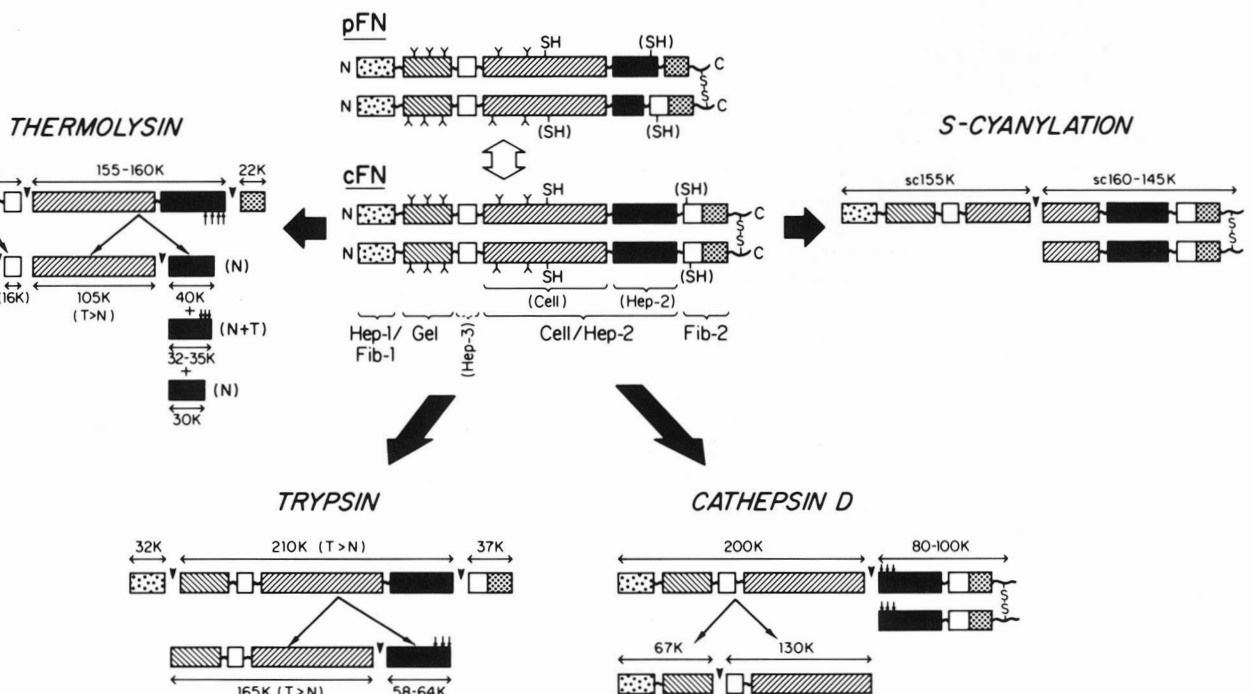 pFN
SH (SH)
N C
S
S
N C
(SH) (SH)
cFN
SH (SH)
N C
S
S
N C
SH (SH)
(Cell) (Hep-2)
Hep-1/
Fib-1
Gel
(Hep-3)
Cell/Hep-2
Fib-2
THERMOLYSIN
155-160K 22K
(N)
(16K) 105K 40K
(T>N)
+
(N+T)
32-35K
+
(N)
30K
S-CYANYLATION
sc155K sc160-145K
S
S
TRYPSIN
32K 210K (T>N) 37K
165K (T>N) 58-64K
CATHEPSIN D
200K 80-100K
S
S
67K 130K